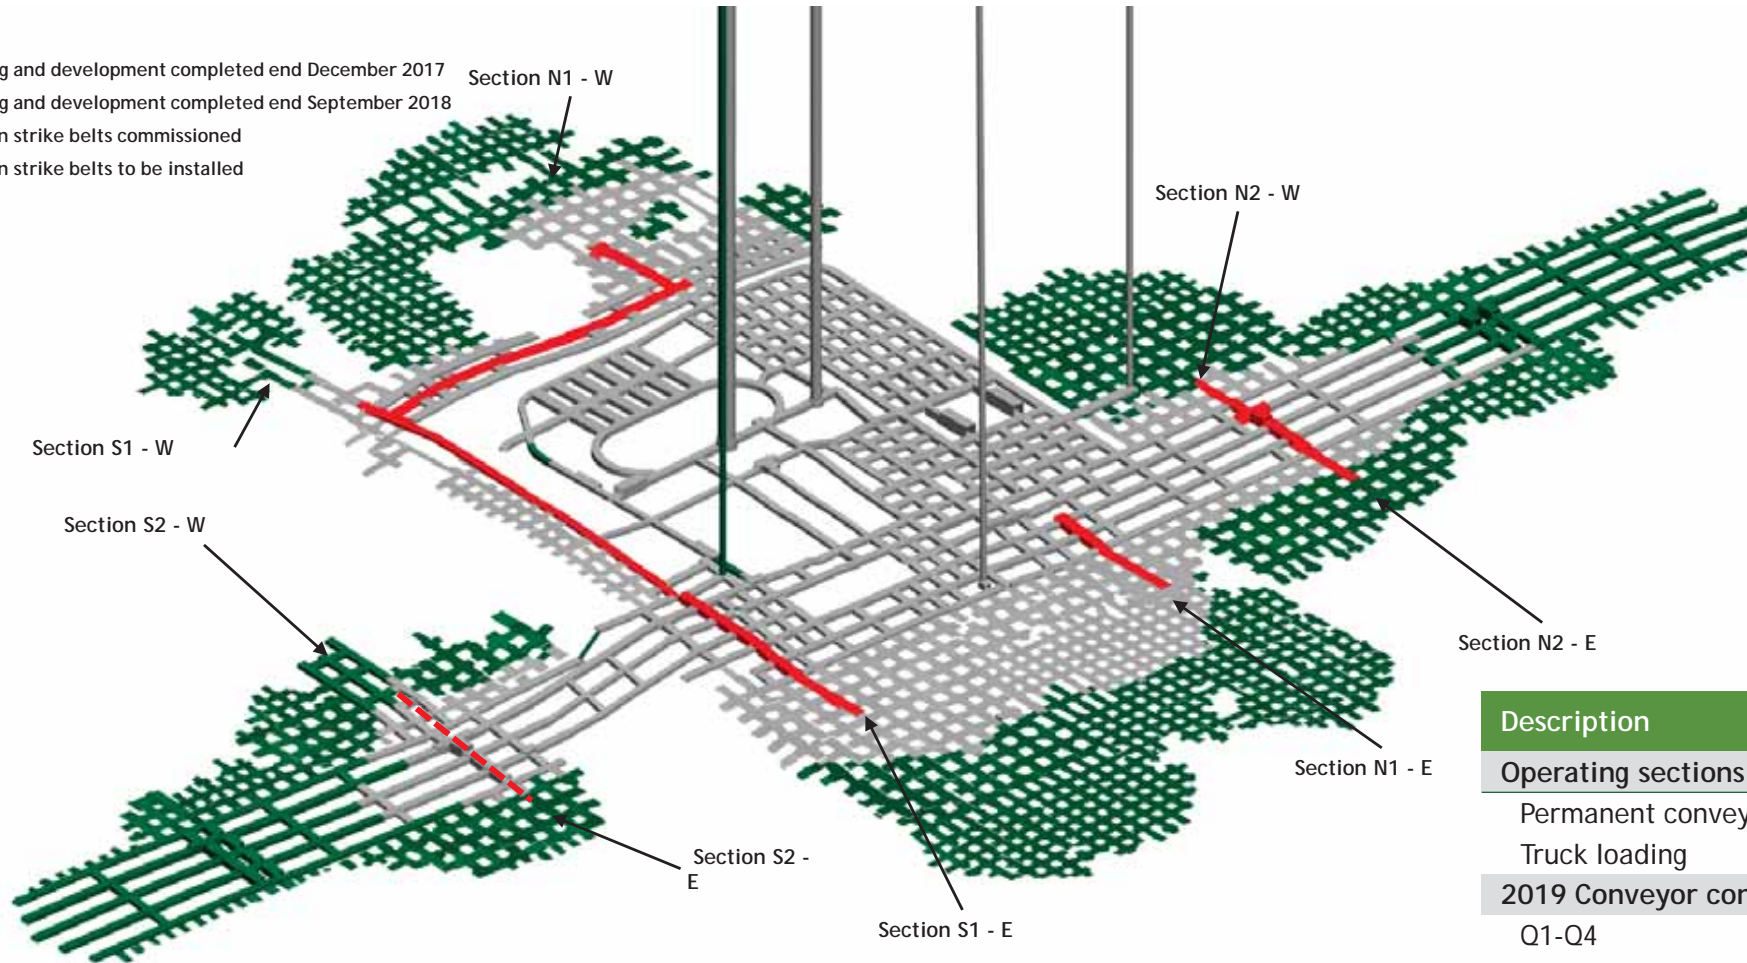 g and development completed end December 2017
g and development completed end September 2018
n strike belts commissioned
n strike belts to be installed
Section N1 - W
Section N2 - W
Section S1 - W
Section S2 - W
Section N2 - E
Section N1 - E
Section S2 -
E
Section S1 - E
Description
Operating sections
Permanent convey
Truck loading
2019 Conveyor con
Q1-Q4